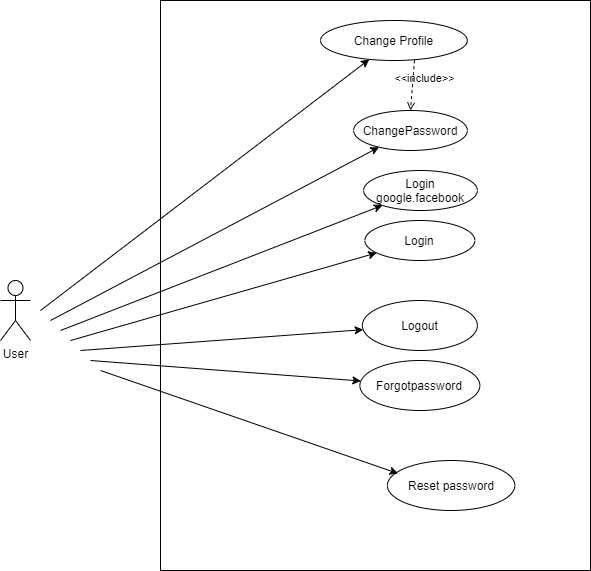 Change Profile
<<include>>
ChangePassword
Login
google.facebook
Login
User
Logout
Forgotpassword
Reset password